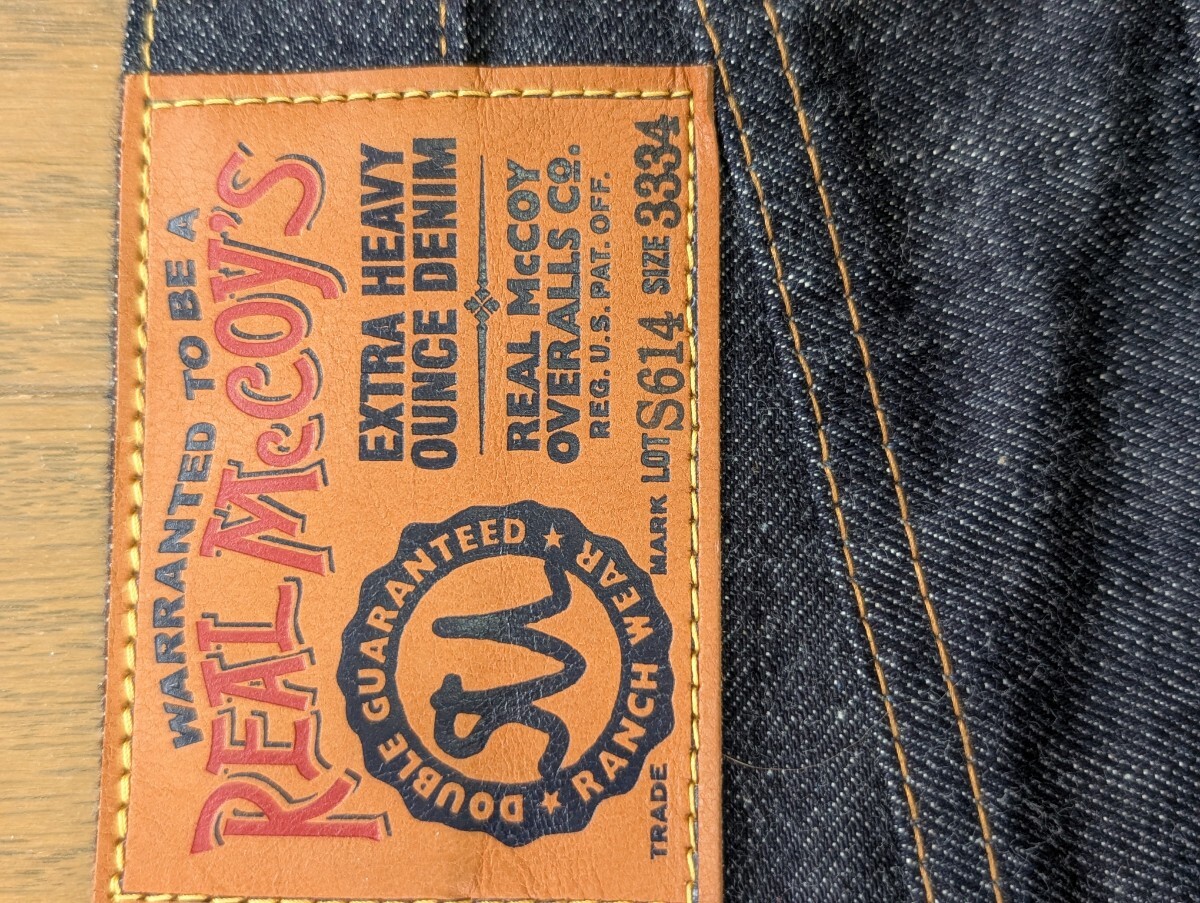 WARRANTED TO BE A
REAL McCOY'S
EXTRA HEAVY
OUNCE DENIM
REAL McCOY
OVERALLS Co.
REG. U.S. PAT. OFF.
DOUBLE GUARANTEED ★ RANCH WEAR ★
TRADE MARK LOT S614 SIZE 3334